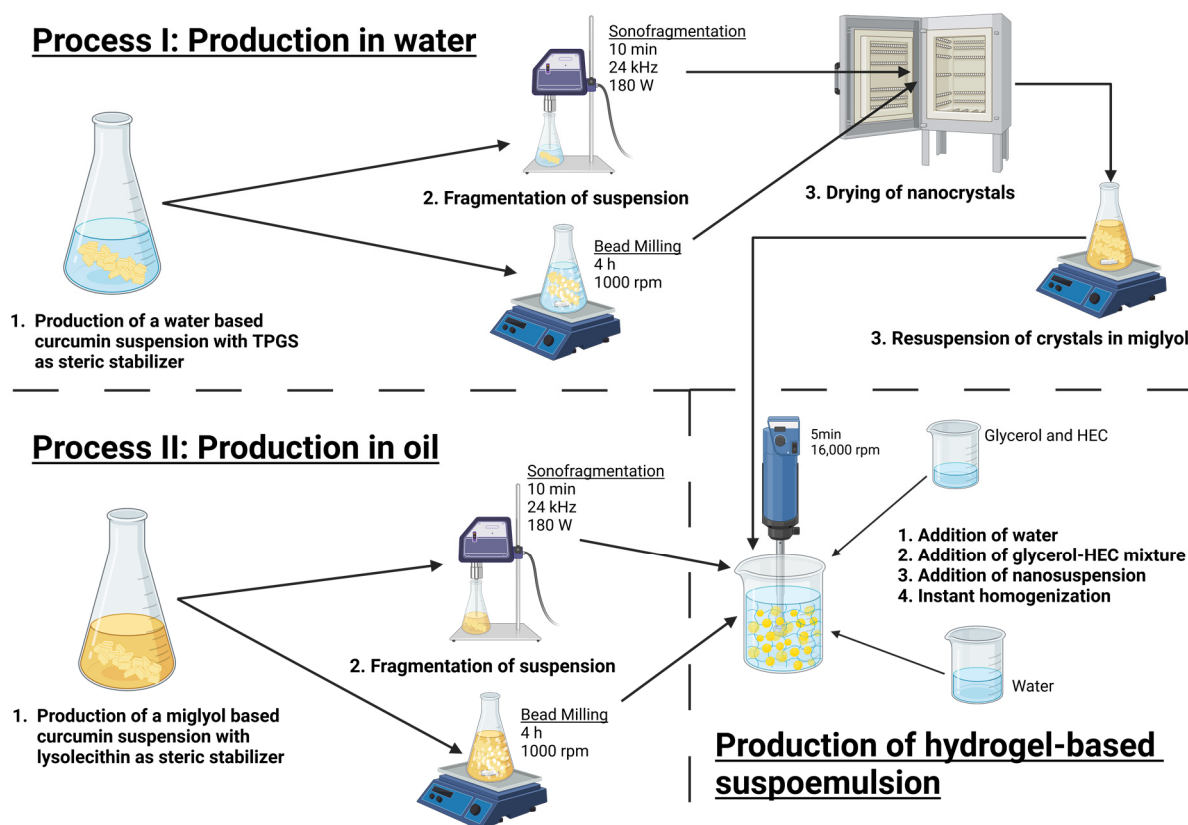 Process I: Production in water
Sonofragmentation
10 min
24 kHz
180 W
2. Fragmentation of suspension
3. Drying of nanocrystals
Bead Milling
4 h
1000 rpm
1. Production of a water based
curcumin suspension with TPGS
as steric stabilizer
3. Resuspension of crystals in miglyol
Process II: Production in oil
Sonofragmentation
10 min
24 kHz
180 W
2. Fragmentation of suspension
Bead Milling
4 h
1000 rpm
1. Production of a miglyol based
curcumin suspension with
lysolecithin as steric stabilizer
5min
16,000 rpm
Glycerol and HEC
1. Addition of water
2. Addition of glycerol-HEC mixture
3. Addition of nanosuspension
4. Instant homogenization
Water
Production of hydrogel-based
suspoemulsion